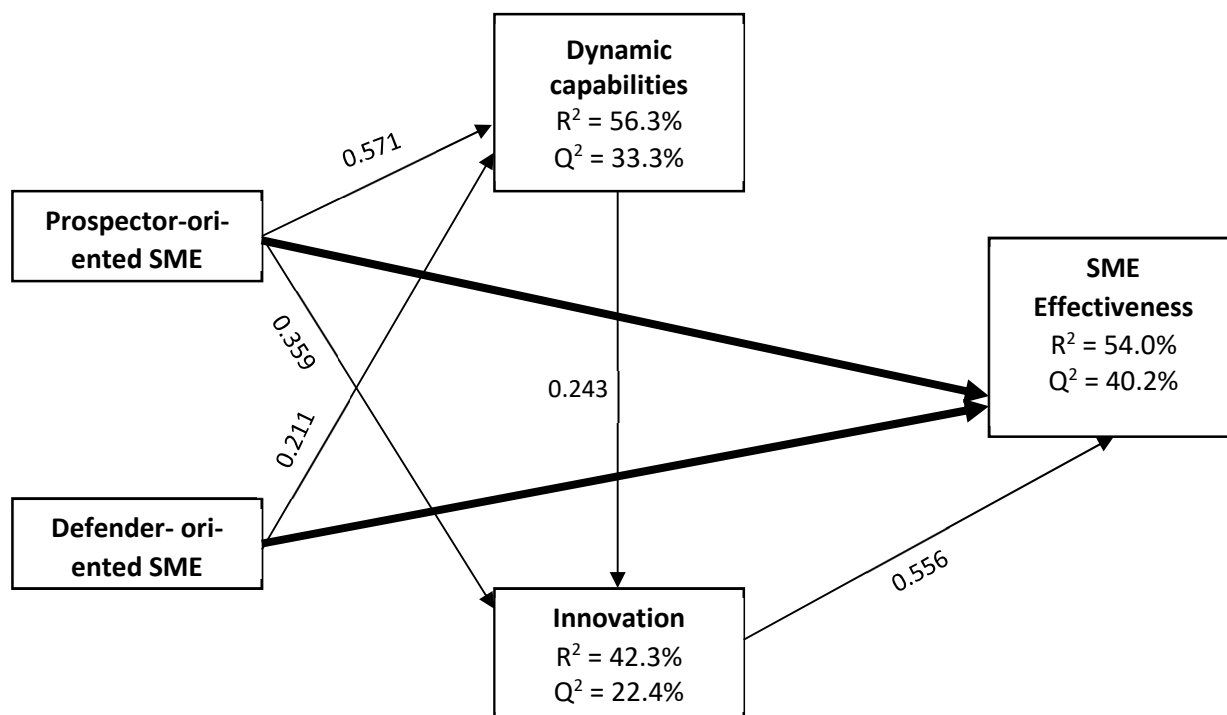 Dynamic
capabilities
R² = 56.3%
Q² = 33.3%
0.571
Prospector-ori-
ented SME
SME
Effectiveness
R² = 54.0%
Q² = 40.2%
0.359
0.243
0.211
Defender- ori-
ented SME
0.556
Innovation
R² = 42.3%
Q² = 22.4%